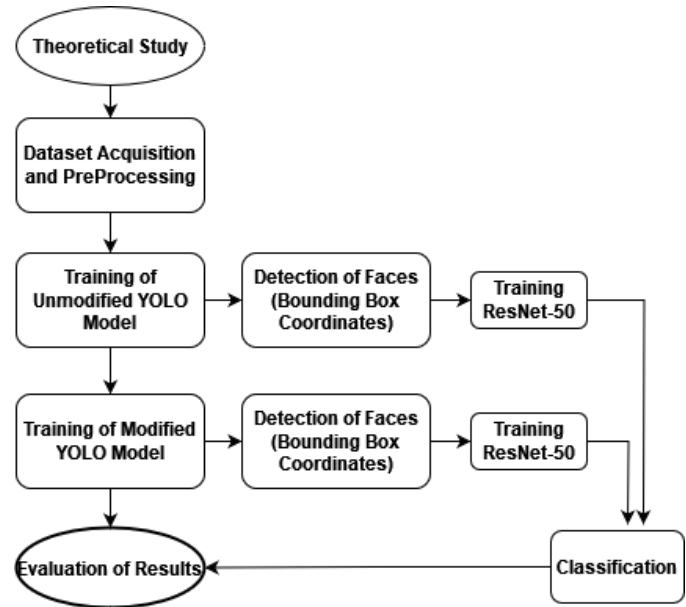 Theoretical Study
Dataset Acquisition
and PreProcessing
Training of
Unmodified YOLO
Model
Detection of Faces
(Bounding Box
Coordinates)
Training
ResNet-50
Training of Modified
YOLO Model
Detection of Faces
(Bounding Box
Coordinates)
Training
ResNet-50
Evaluation of Results
Classification